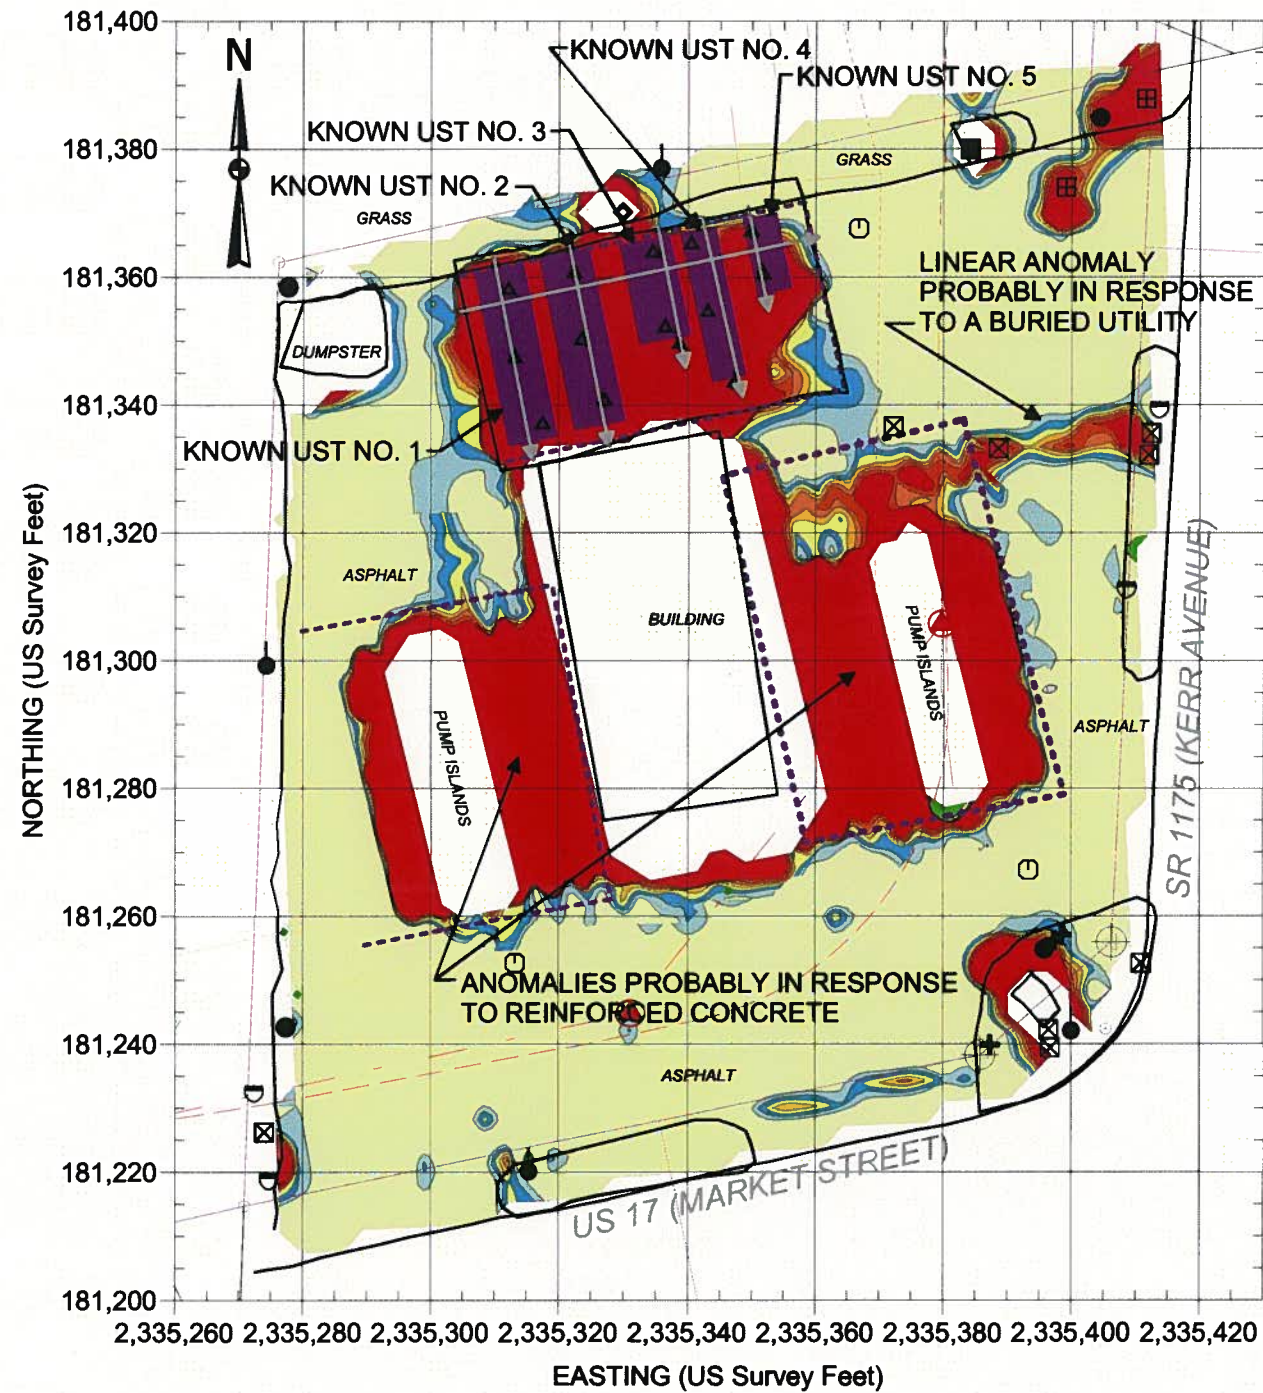 181,400
181,380
181,360
181,340
181,320
181,300
181,280
181,260
181,240
181,220
181,200
NORTHING (US Survey Feet)
N
KNOWN UST NO. 4
KNOWN UST NO. 5
KNOWN UST NO. 3
KNOWN UST NO. 2
GRASS
GRASS
LINEAR ANOMALY
PROBABLY IN RESPONSE
TO A BURIED UTILITY
DUMPSTER
KNOWN UST NO. 1
ASPHALT
BUILDING
PUMP ISLANDS
PUMP ISLANDS
ASPHALT
SR 1175 (KERR AVENUE)
ANOMALIES PROBABLY IN RESPONSE
TO REINFORCED CONCRETE
ASPHALT
US 17 (MARKET STREET)
2,335,260 2,335,280 2,335,300 2,335,320 2,335,340 2,335,360 2,335,380 2,335,400 2,335,420
EASTING (US Survey Feet)